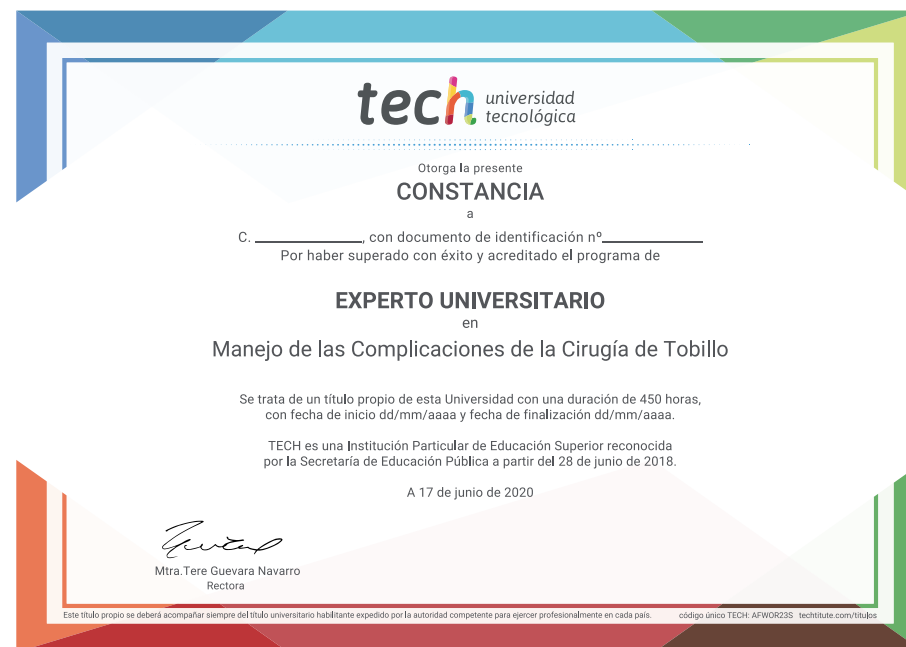 tech universidad
tecnológica
Otorga la presente
CONSTANCIA
a
C. ____________, con documento de identificación nº____________
Por haber superado con éxito y acreditado el programa de
EXPERTO UNIVERSITARIO
en
Manejo de las Complicaciones de la Cirugía de Tobillo
Se trata de un título propio de esta Universidad con una duración de 450 horas,
con fecha de inicio dd/mm/aaaa y fecha de finalización dd/mm/aaaa.
TECH es una Institución Particular de Educación Superior reconocida
por la Secretaría de Educación Pública a partir del 28 de junio de 2018.
A 17 de junio de 2020
Mtra.Tere Guevara Navarro
Rectora
Este título propio se deberá acompañar siempre del título universitario habilitante expedido por la autoridad competente para ejercer profesionalmente en cada país. código único TECH: AFWOR23S techtitute.com/titulos